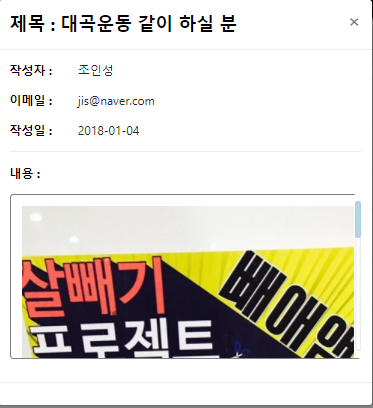 제목 : 대곡운동 같이 하실 분
×
작성자 : 조인성
이메일 : jis@naver.com
작성일 : 2018-01-04
내용 :
살빼기
빼애
프로젝트